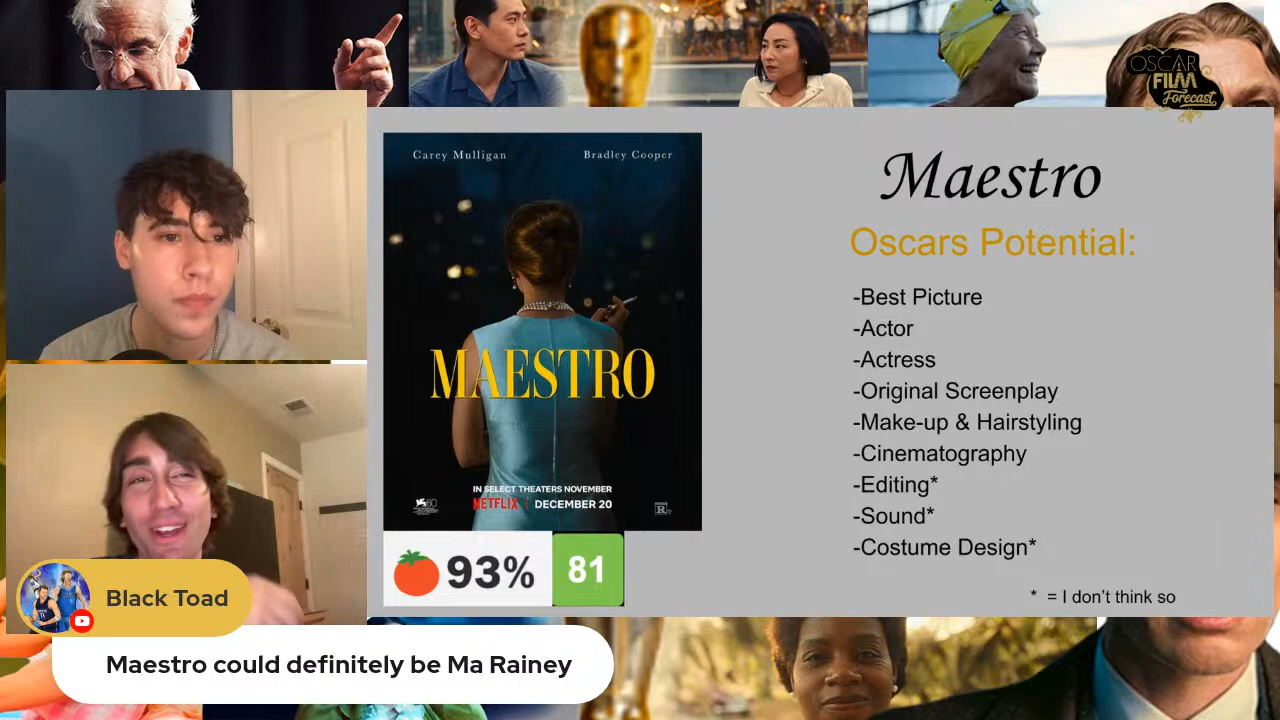 OSCAR
FILM
Forecast
Carey Mulligan
Bradley Cooper
MAESTRO
IN SELECT THEATERS NOVEMBER
NETFLIX | DECEMBER 20
R
93%
81
Maestro
Oscars Potential:
-Best Picture
-Actor
-Actress
-Original Screenplay
-Make-up & Hairstyling
-Cinematography
-Editing*
-Sound*
-Costume Design*
* = I don't think so
Black Toad
Maestro could definitely be Ma Rainey